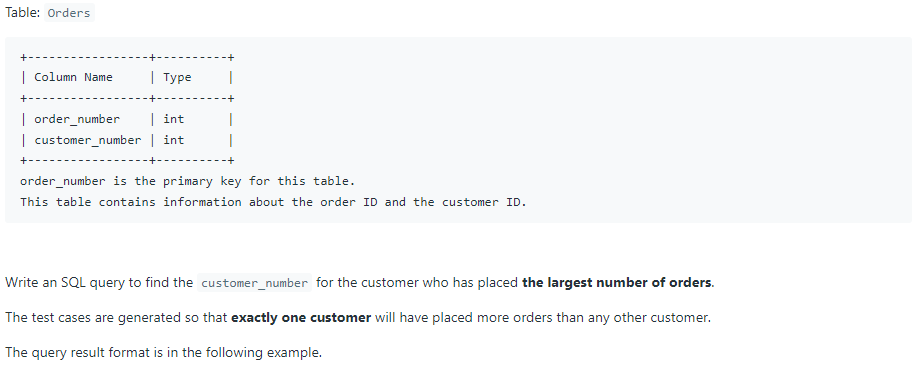 Table: Orders
+-----------------+----------+
| Column Name     | Type     |
+-----------------+----------+
| order_number    | int      |
| customer_number | int      |
+-----------------+----------+
order_number is the primary key for this table.
This table contains information about the order ID and the customer ID.
Write an SQL query to find the customer_number for the customer who has placed the largest number of orders.
The test cases are generated so that exactly one customer will have placed more orders than any other customer.
The query result format is in the following example.